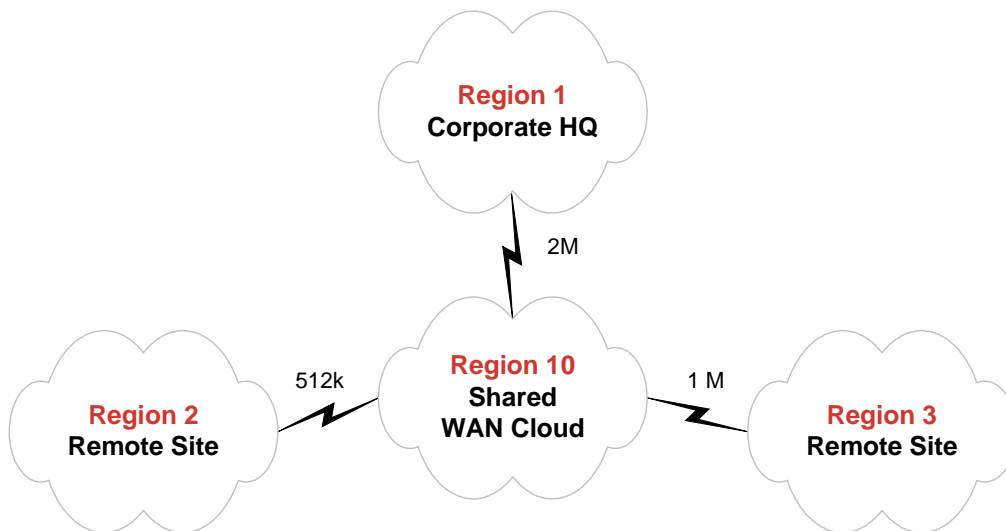 Region 1
Corporate HQ
2M
Region 10
Shared
WAN Cloud
512k
1 M
Region 2
Remote Site
Region 3
Remote Site